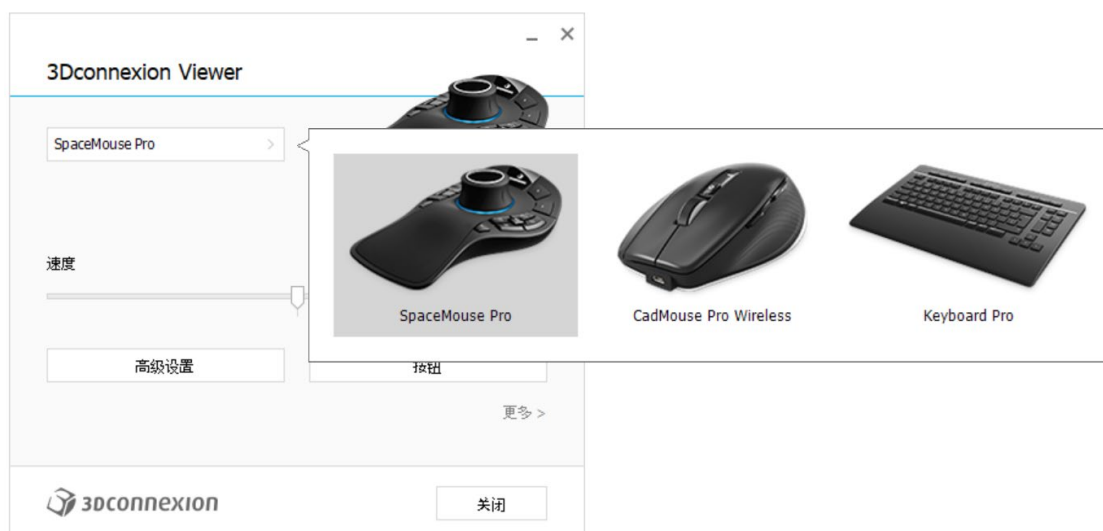 3Dconnexion Viewer
SpaceMouse Pro
速度
SpaceMouse Pro
CadMouse Pro Wireless
Keyboard Pro
高级设置
按钮
更多 >
3Dconnexion
关闭